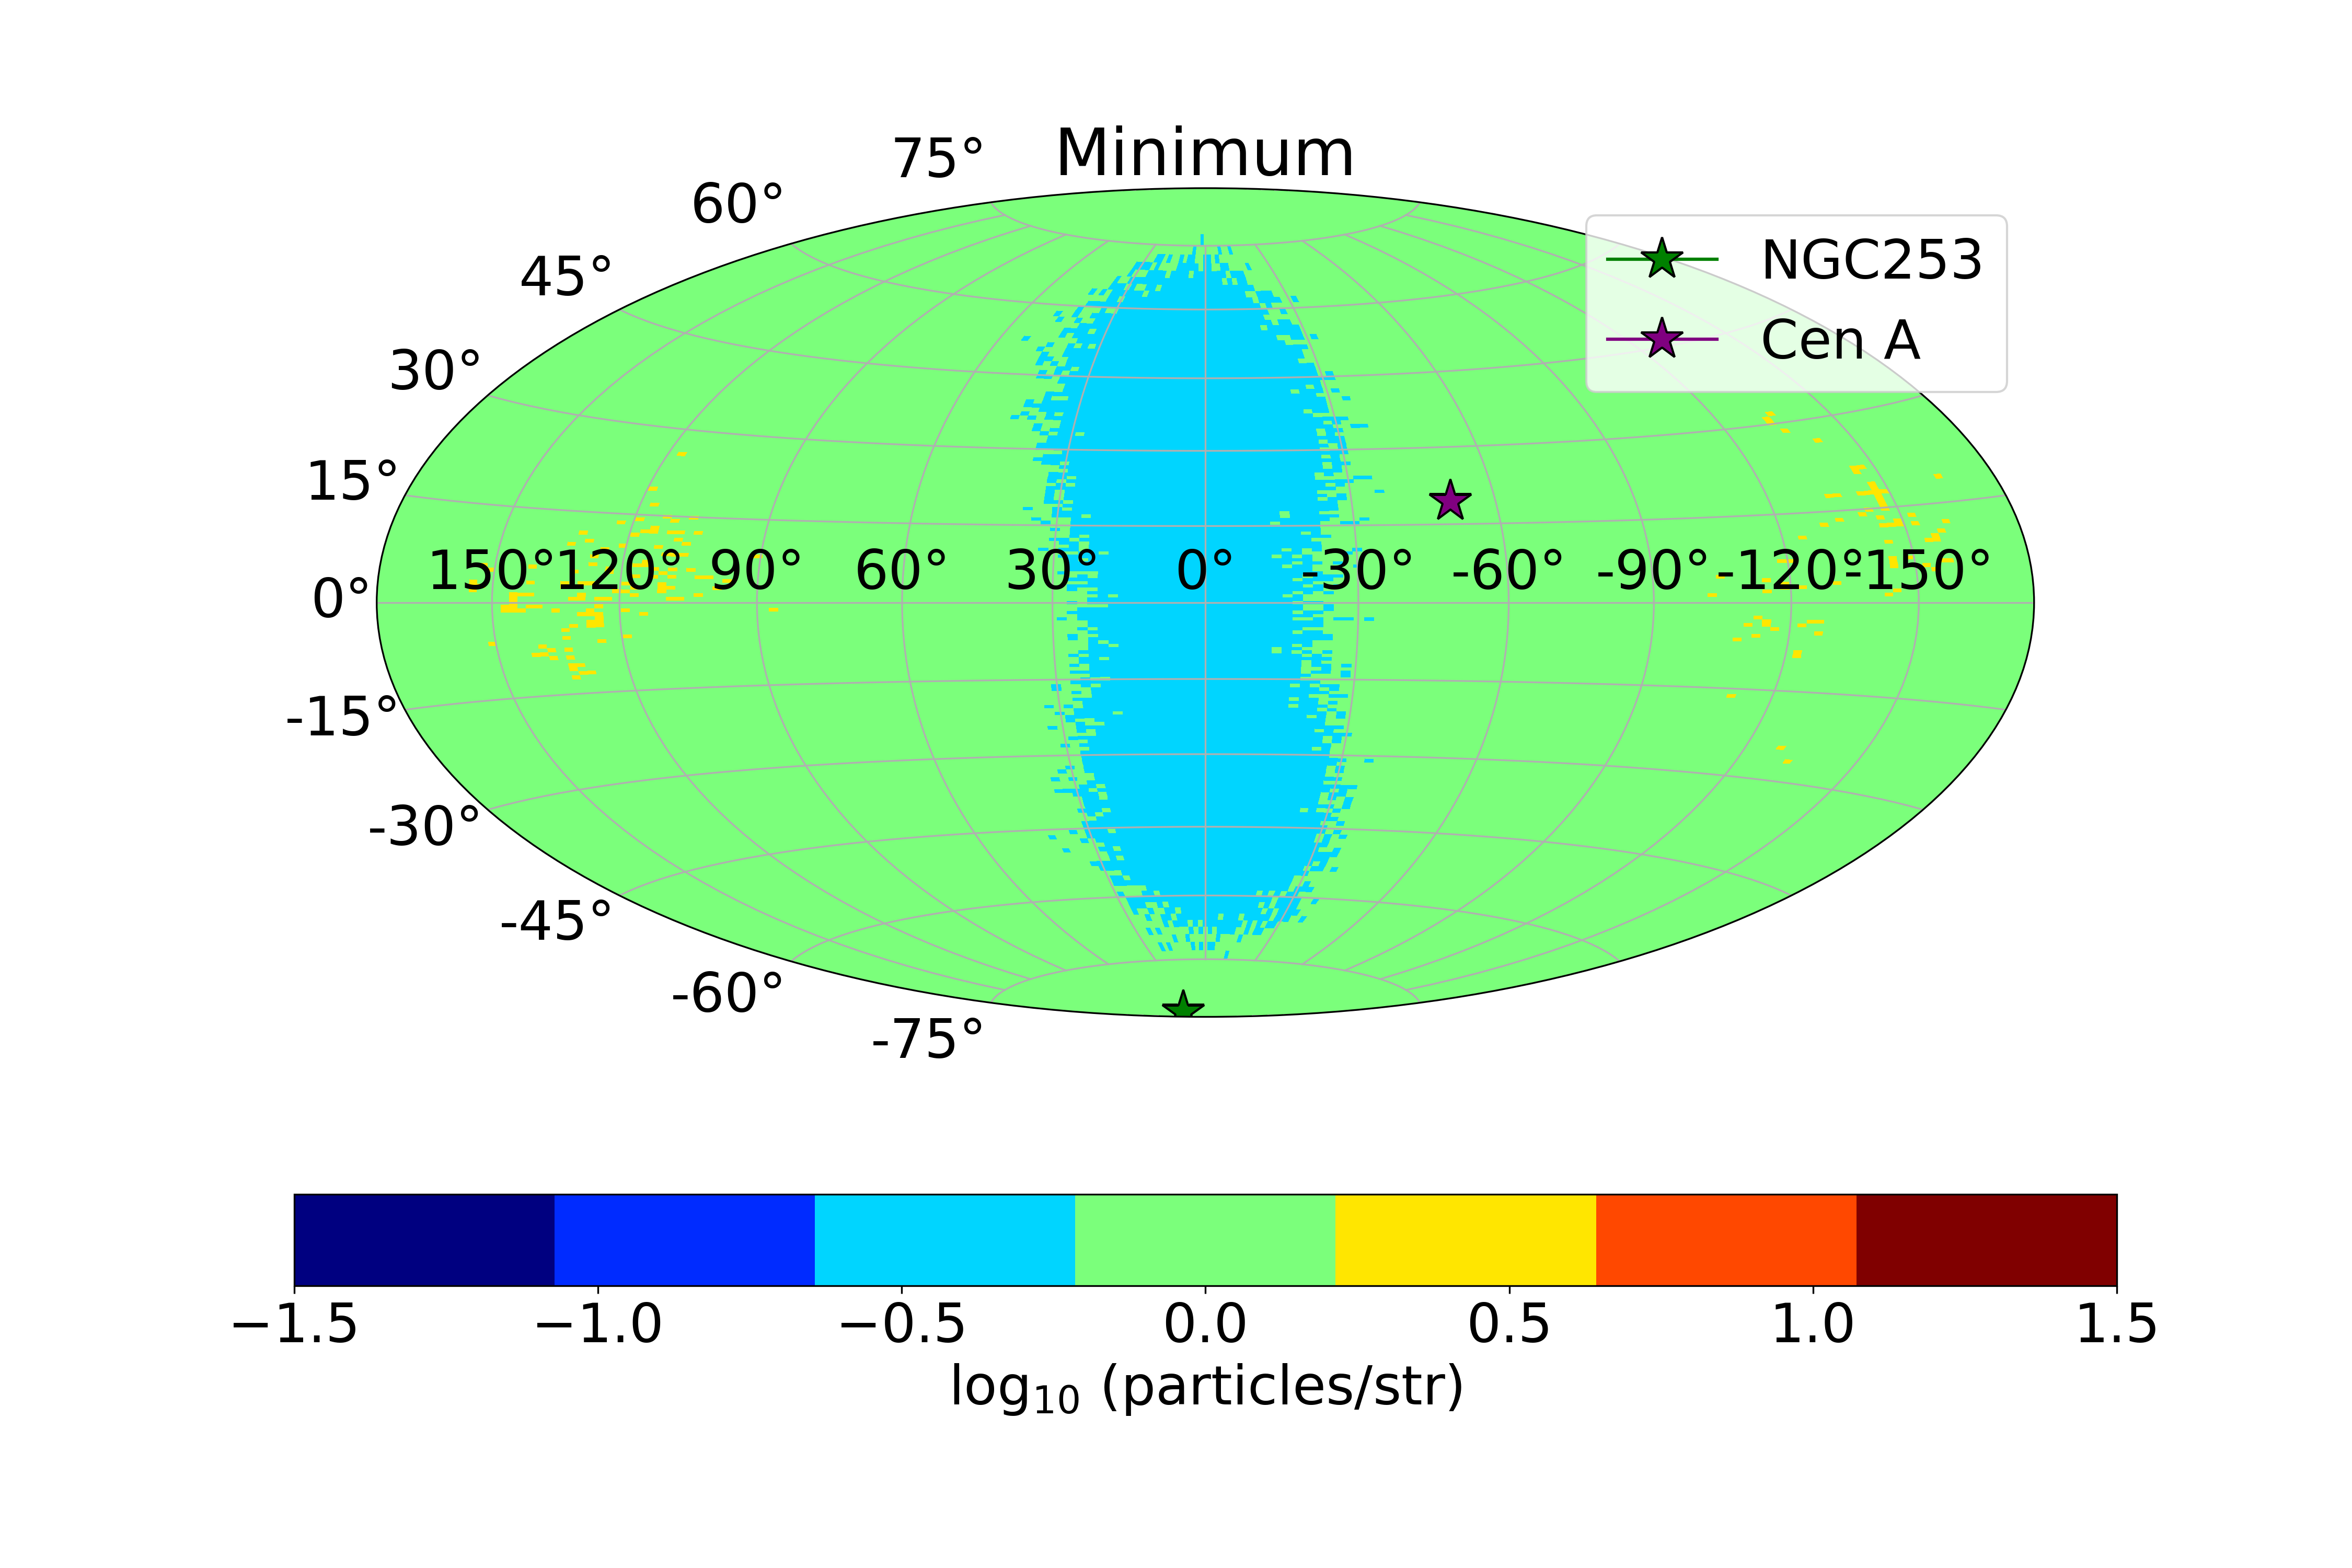 Minimum
75°
60°
45°
30°
15°
0°
-15°
-30°
-45°
-60°
-75°
150° 120° 90° 60° 30° 0° -30° -60° -90° -120° -150°
NGC253
Cen A
−1.5 −1.0 −0.5 0.0 0.5 1.0 1.5
log₁₀ (particles/str)